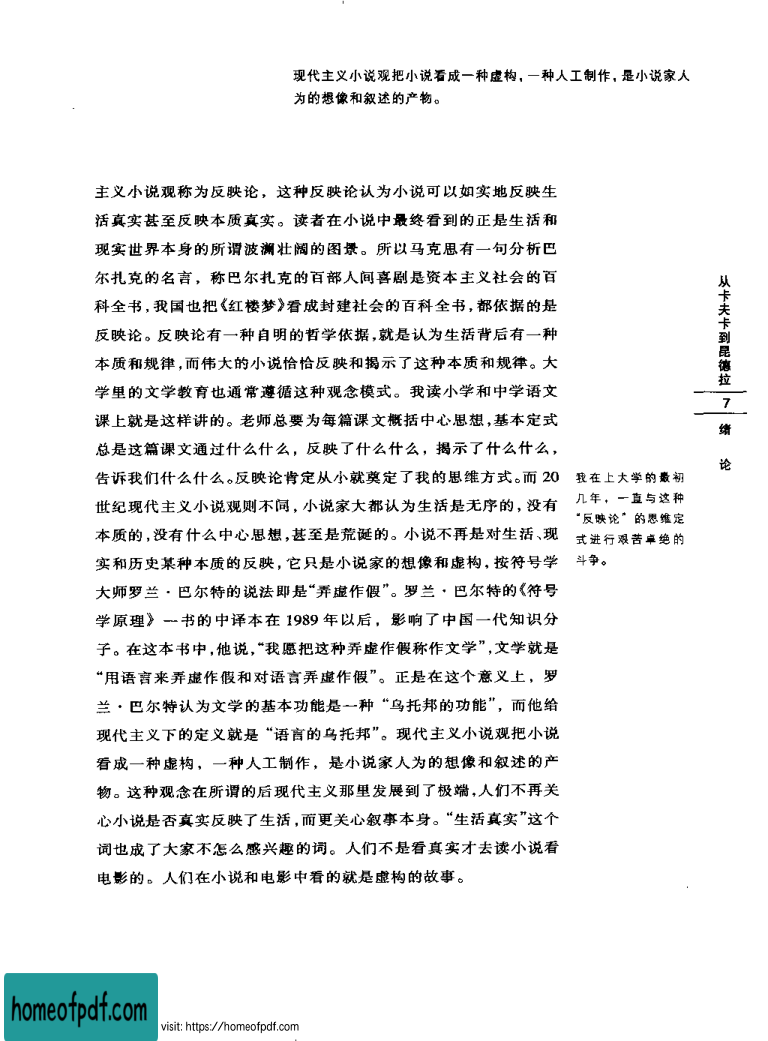 现代主义小说观把小说看成一种虚构，一种人工制作，是小说家人
为的想像和叙述的产物。
主义小说观称为反映论，这种反映论认为小说可以如实地反映生
活真实甚至反映本质真实。读者在小说中最终看到的正是生活和
现实世界本身的所谓波澜壮阔的图景。所以马克思有一句分析巴
尔扎克的名言，称巴尔扎克的百部人间喜剧是资本主义社会的百
科全书，我国也把《红楼梦》看成封建社会的百科全书，都依据的是
反映论。反映论有一种自明的哲学依据，就是认为生活背后有一种
本质和规律，而伟大的小说恰恰反映和揭示了这种本质和规律。大
学里的文学教育也通常遵循这种观念模式。我读小学和中学语文
课上就是这样讲的。老师总要为每篇课文概括中心思想，基本定式
总是这篇课文通过什么什么，反映了什么什么，揭示了什么什么，
告诉我们什么什么。反映论肯定从小就奠定了我的思维方式。而 20
世纪现代主义小说观则不同，小说家大都认为生活是无序的，没有
本质的，没有什么中心思想，甚至是荒诞的。小说不再是对生活、现
实和历史某种本质的反映，它只是小说家的想像和虚构，按符号学
大师罗兰·巴尔特的说法即是“弄虚作假”。罗兰·巴尔特的《符号
学原理》一书的中译本在 1989 年以后，影响了中国一代知识分
子。在这本书中，他说，“我愿把这种弄虚作假称作文学”，文学就是
“用语言来弄虚作假和对语言弄虚作假”。正是在这个意义上，罗
兰·巴尔特认为文学的基本功能是一种“乌托邦的功能”，而他给
现代主义下的定义就是“语言的乌托邦”。现代主义小说观把小说
看成一种虚构，一种人工制作，是小说家人为的想像和叙述的产
物。这种观念在所谓的后现代主义那里发展到了极端，人们不再关
心小说是否真实反映了生活，而更关心叙事本身。“生活真实”这个
词也成了大家不怎么感兴趣的词。人们不是看真实才去读小说看
电影的。人们在小说和电影中看的就是虚构的故事。
我在上大学的最初
几年，一直与这种
“反映论”的思维定
式进行艰苦卓绝的
斗争。
从卡夫卡到昆德拉
7
绪论
homeofpdf.com
visit: https://homeofpdf.com